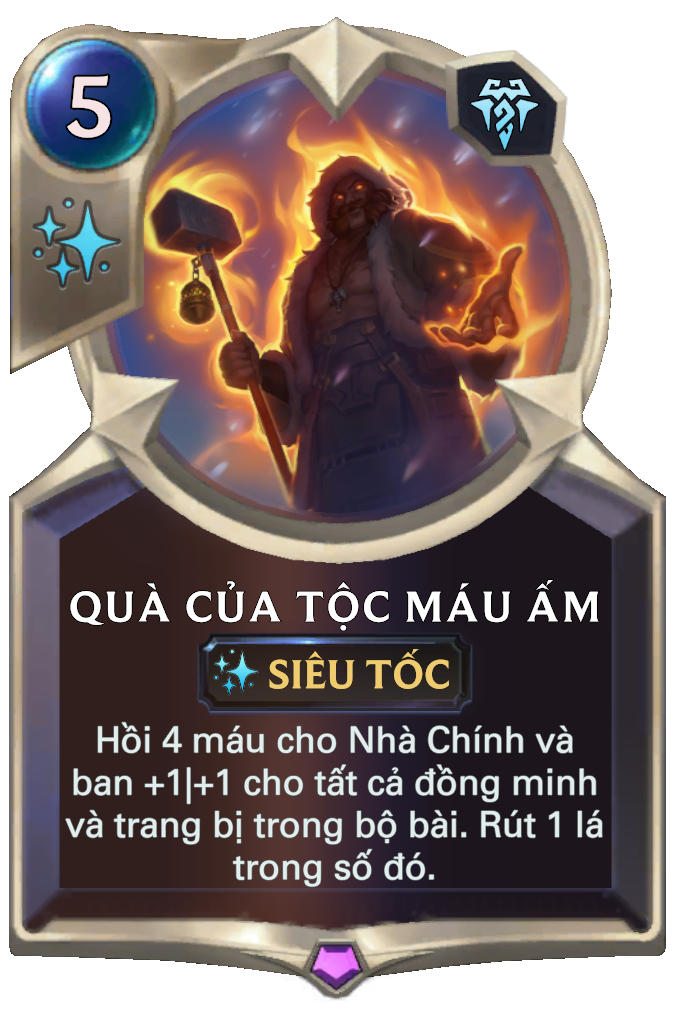 5
QUÀ CỦA TỘC MÁU ẤM
SIÊU TỐC
Hồi 4 máu cho Nhà Chính và
ban +1|+1 cho tất cả đồng minh
và trang bị trong bộ bài. Rút 1 lá
trong số đó.